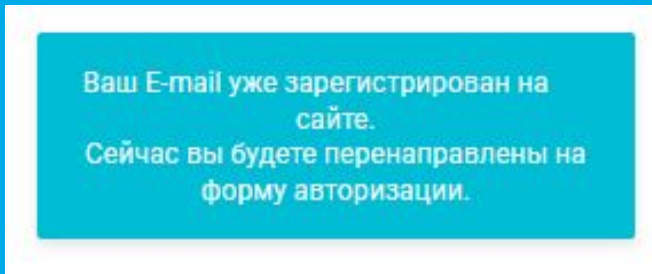 Ваш E-mail уже зарегистрирован на
сайте.
Сейчас вы будете перенаправлены на
форму авторизации.